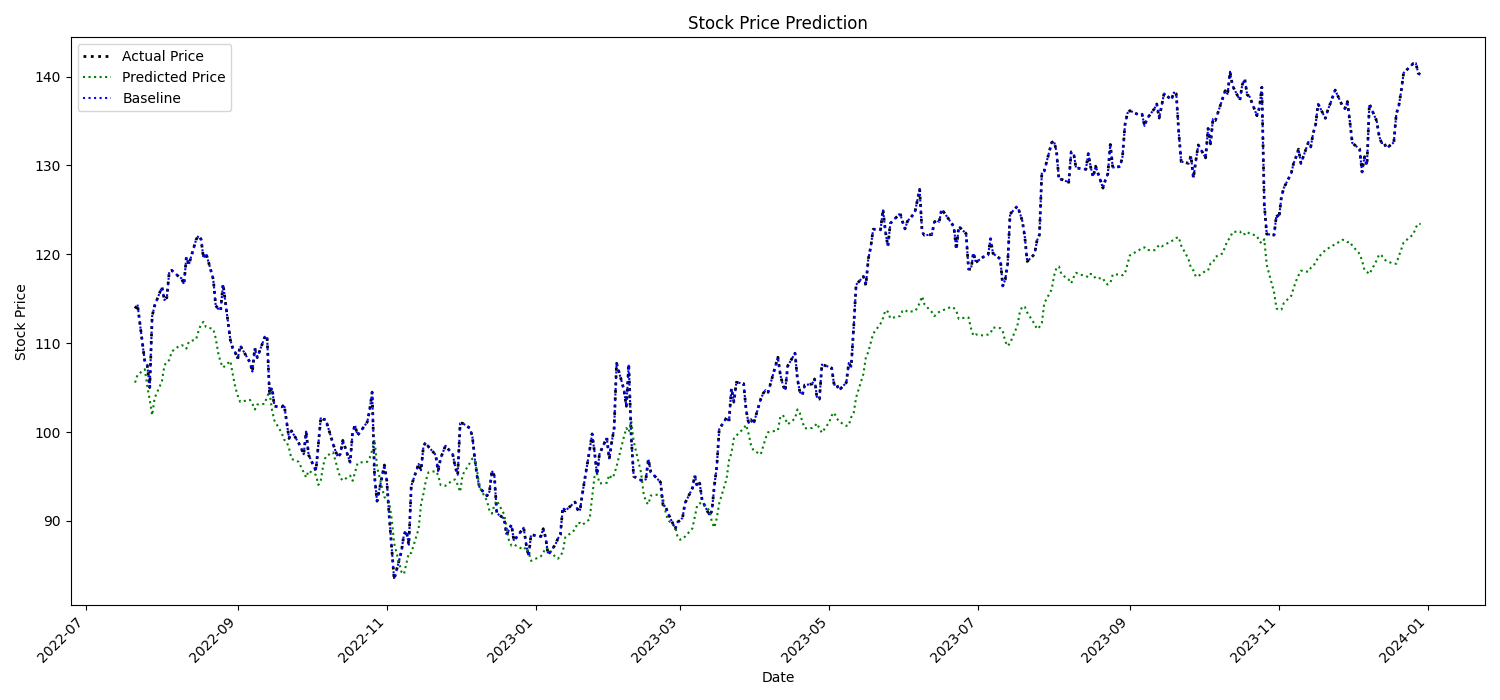 Stock Price Prediction
Actual Price
Predicted Price
Baseline
Stock Price
140
130
120
110
100
90
2022-07
2022-09
2022-11
2023-01
2023-03
2023-05
2023-07
2023-09
2023-11
2024-01
Date